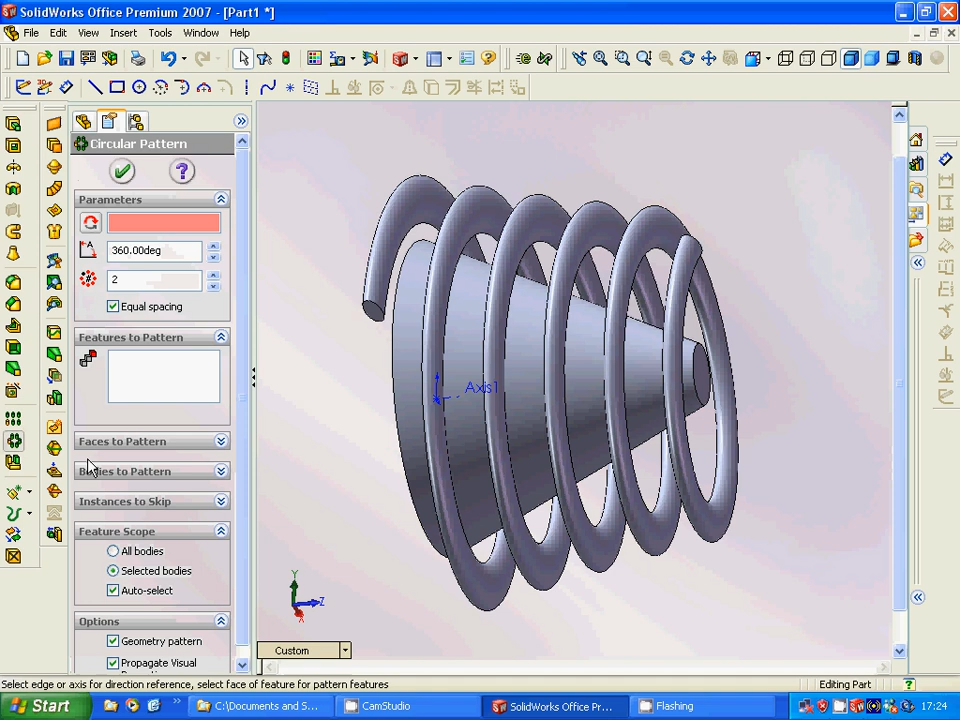 SolidWorks Office Premium 2007 - [Part1 *]
File Edit View Insert Tools Window Help
Circular Pattern
Parameters
360.00deg
2
Equal spacing
Features to Pattern
Faces to Pattern
Bodies to Pattern
Instances to Skip
Feature Scope
All bodies
Selected bodies
Auto-select
Options
Geometry pattern
Propagate Visual
Axis1
Y
Z
X
Custom
Select edge or axis for direction reference, select face of feature for pattern features
Editing Part
Start
C:\Documents and S...
CamStudio
SolidWorks Office Pr...
Flashing
17:24